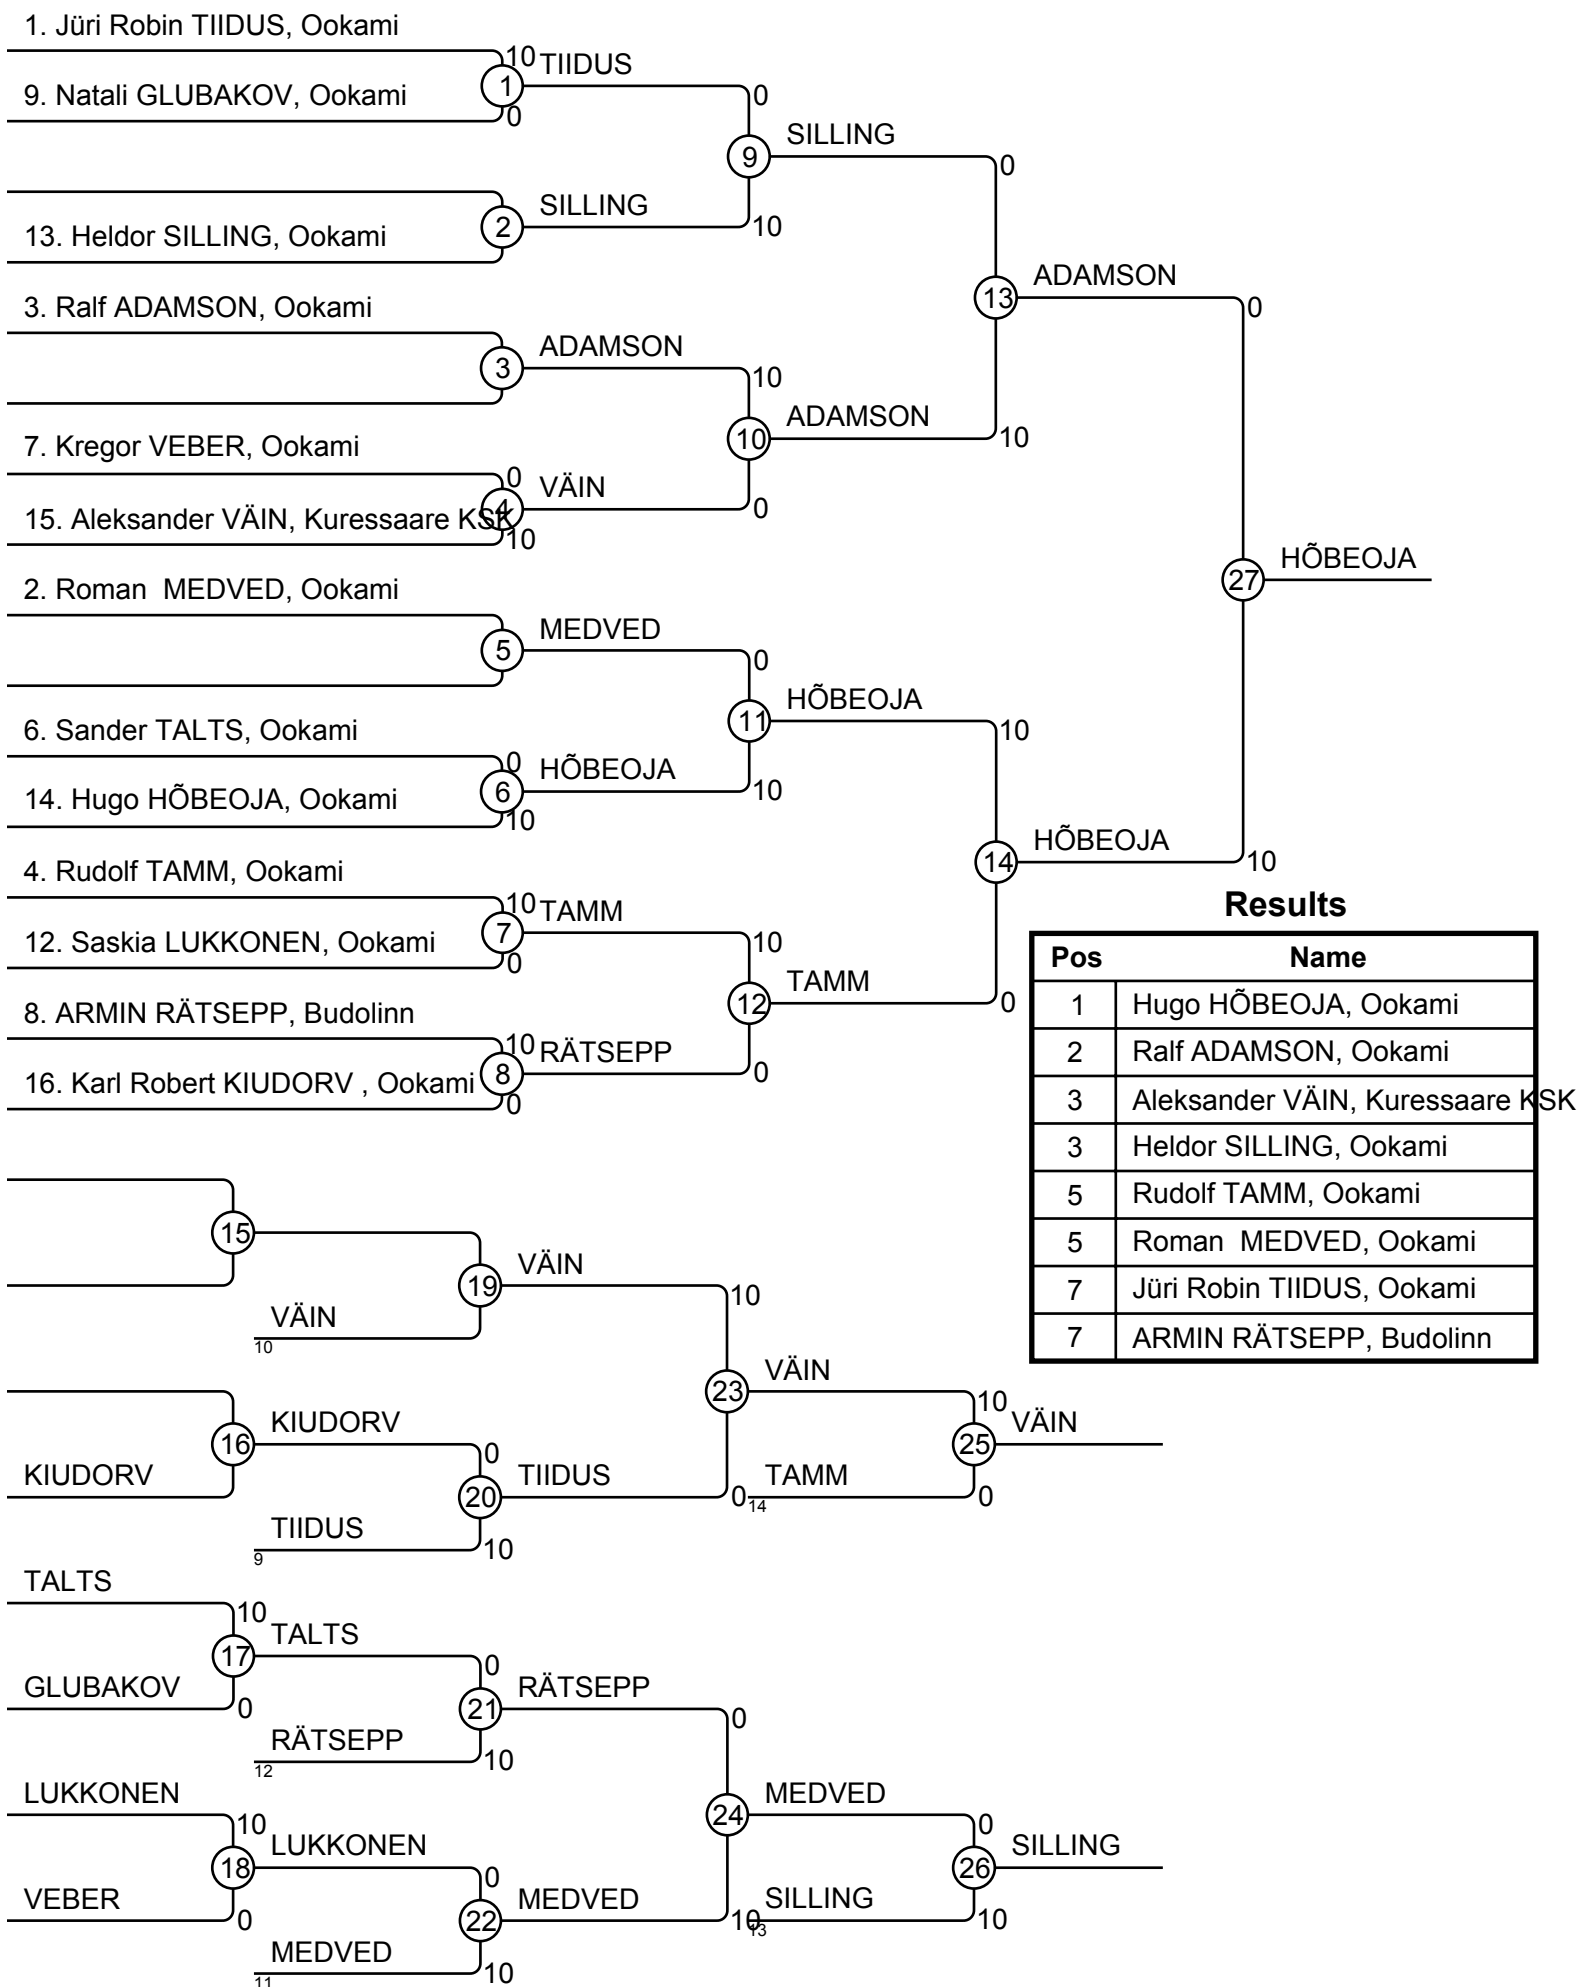 1. Jüri Robin TIIDUS, Ookami
10
TIIDUS
1
9. Natali GLUBAKOV, Ookami
0
0
SILLING
9
0
SILLING
2
10
13. Heldor SILLING, Ookami
ADAMSON
13
0
3. Ralf ADAMSON, Ookami
ADAMSON
3
10
ADAMSON
10
10
7. Kregor VEBER, Ookami
0
VÄIN
4
0
15. Aleksander VÄIN, Kuressaare KSK
10
HÕBEOJA
27
2. Roman  MEDVED, Ookami
MEDVED
5
0
HÕBEOJA
11
10
6. Sander TALTS, Ookami
0
HÕBEOJA
6
10
14. Hugo HÕBEOJA, Ookami
10
HÕBEOJA
14
10
4. Rudolf TAMM, Ookami
10
TAMM
7
10
12. Saskia LUKKONEN, Ookami
0
TAMM
12
0
8. ARMIN RÄTSEPP, Budolinn
10
RÄTSEPP
8
0
16. Karl Robert KIUDORV , Ookami
0
Results
Pos Name
1 Hugo HÕBEOJA, Ookami
2 Ralf ADAMSON, Ookami
3 Aleksander VÄIN, Kuressaare KSK
3 Heldor SILLING, Ookami
5 Rudolf TAMM, Ookami
5 Roman  MEDVED, Ookami
7 Jüri Robin TIIDUS, Ookami
7 ARMIN RÄTSEPP, Budolinn
15
VÄIN
19
10
VÄIN
10
VÄIN
23
10
VÄIN
25
KIUDORV
16
0
KIUDORV
TIIDUS
20
0
TAMM
14
0
TIIDUS
9
10
TALTS
10
TALTS
17
0
GLUBAKOV
0
RÄTSEPP
21
0
RÄTSEPP
12
10
LUKKONEN
10
MEDVED
24
0
LUKKONEN
18
0
SILLING
26
VEBER
0
MEDVED
22
10
SILLING
13
10
MEDVED
11
10